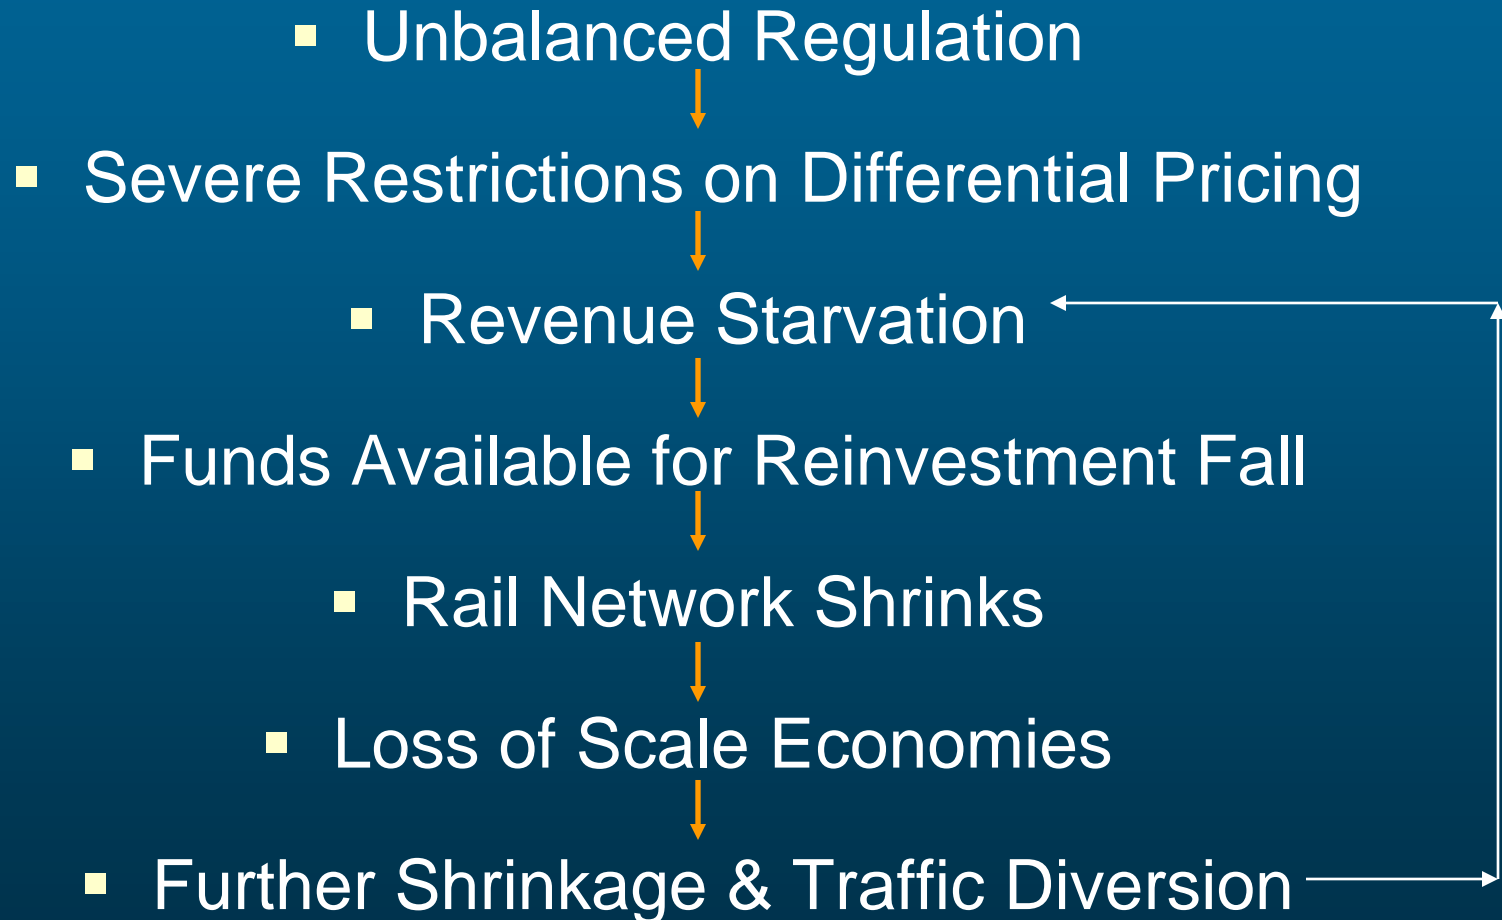 Unbalanced Regulation
Severe Restrictions on Differential Pricing
Revenue Starvation
Funds Available for Reinvestment Fall
Rail Network Shrinks
Loss of Scale Economies
Further Shrinkage & Traffic Diversion